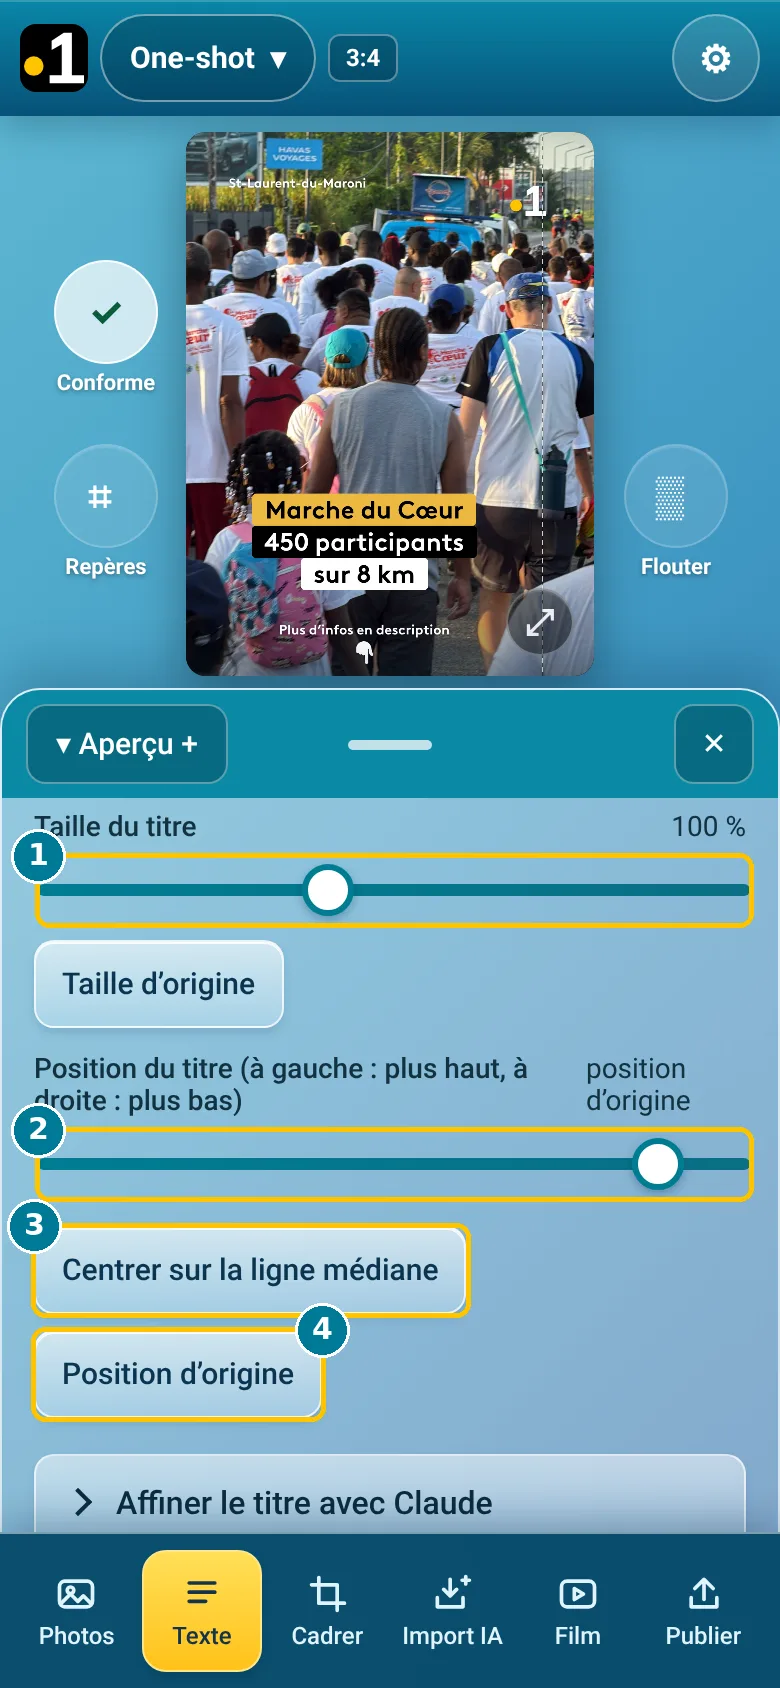 1
One-shot ▼
3:4
HAVAS
VOYAGES
St-Laurent-du-Maroni
1
Conforme
Marche du Cœur
450 participants
sur 8 km
Repères
Flouter
Plus d’infos en description
▾ Aperçu +
✕
Taille du titre
100 %
1
Taille d’origine
Position du titre (à gauche : plus haut, à
droite : plus bas)
position
d’origine
2
3
Centrer sur la ligne médiane
4
Position d’origine
Affiner le titre avec Claude
Photos
Texte
Cadrer
Import IA
Film
Publier